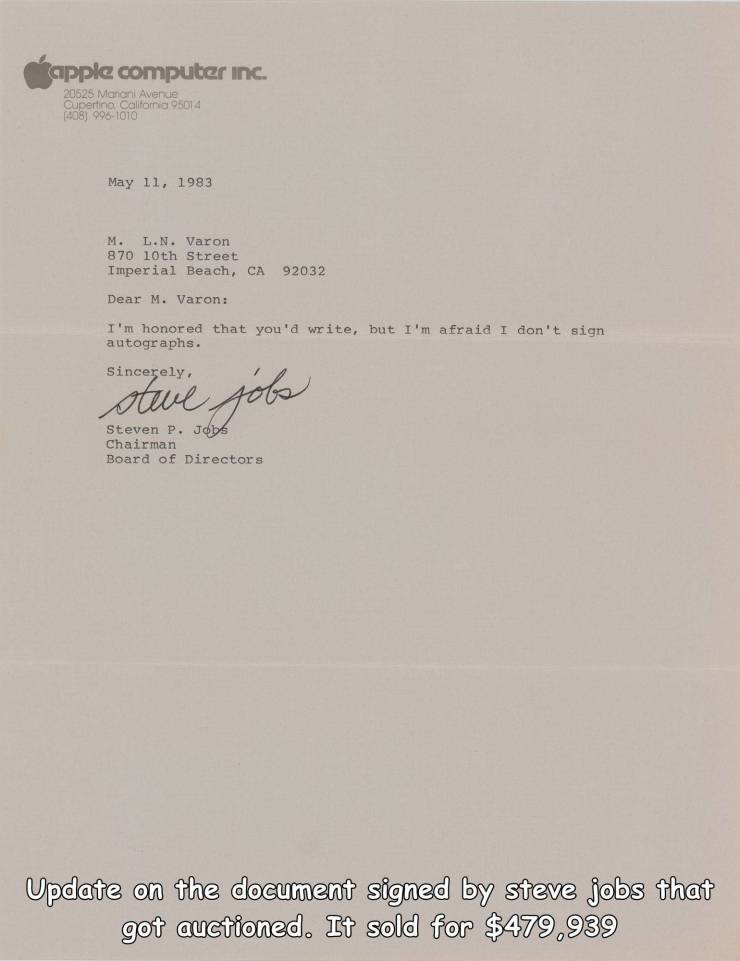 apple computer inc.
20525 Mariani Avenue
Cupertino, California 95014
(408) 996-1010
May 11, 1983
M. L.N. Varon
870 10th Street
Imperial Beach, CA 92032
Dear M. Varon:
I'm honored that you'd write, but I'm afraid I don't sign
autographs.
Sincerely,
steve jobs
Steven P. Jobs
Chairman
Board of Directors
Update on the document signed by steve jobs that
got auctioned. It sold for $479,939